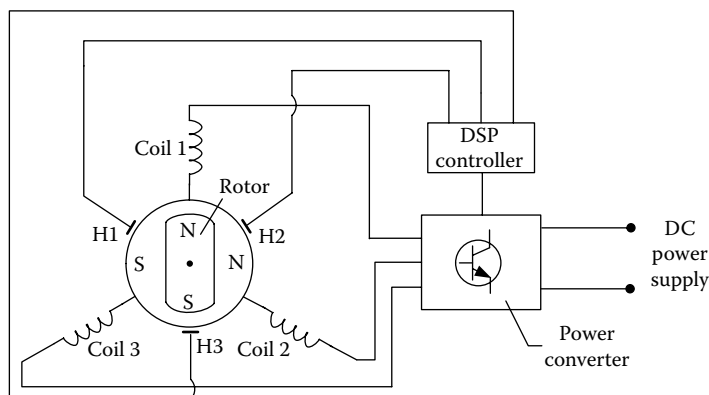 DSP
controller
Coil 1
Rotor
H1
N
H2
S
N
S
DC
power
supply
Coil 3
H3
Coil 2
Power
converter